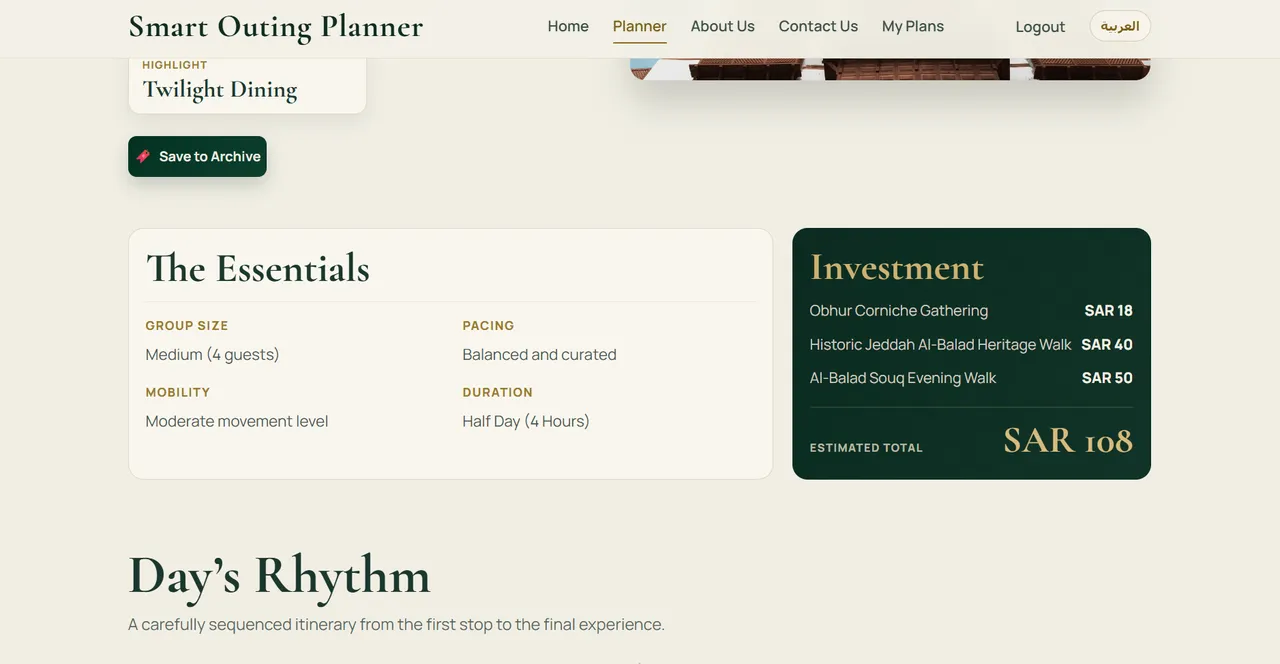 Smart Outing Planner
Home Planner About Us Contact Us My Plans Logout العربية
HIGHLIGHT
Twilight Dining
Save to Archive
The Essentials
GROUP SIZE
Medium (4 guests)
PACING
Balanced and curated
MOBILITY
Moderate movement level
DURATION
Half Day (4 Hours)
Investment
Obhur Corniche Gathering SAR 18
Historic Jeddah Al-Balad Heritage Walk SAR 40
Al-Balad Souq Evening Walk SAR 50
ESTIMATED TOTAL SAR 108
Day's Rhythm
A carefully sequenced itinerary from the first stop to the final experience.